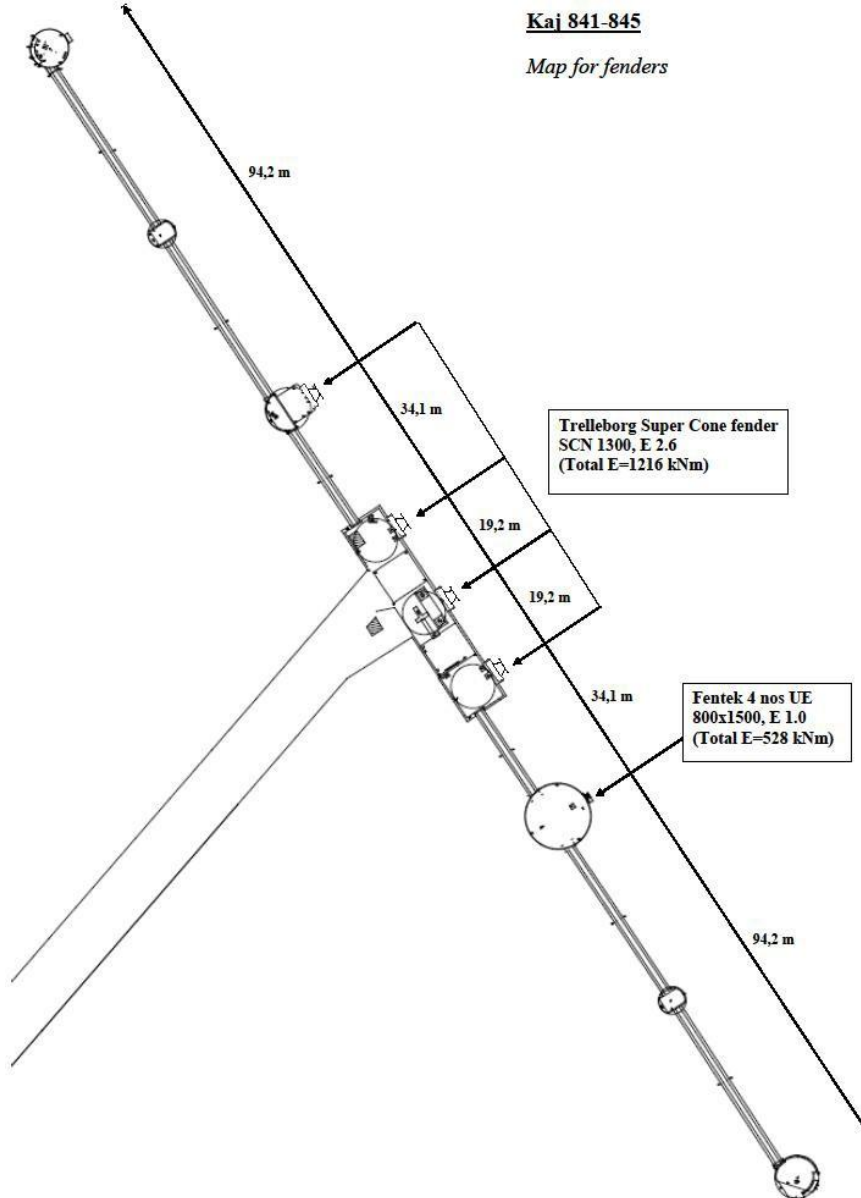 Kaj 841-845
Map for fenders
94,2 m
34,1 m
Trelleborg Super Cone fender
SCN 1300, E 2.6
(Total E=1216 kNm)
19,2 m
19,2 m
34,1 m
Fentek 4 nos UE
800x1500, E 1.0
(Total E=528 kNm)
94,2 m